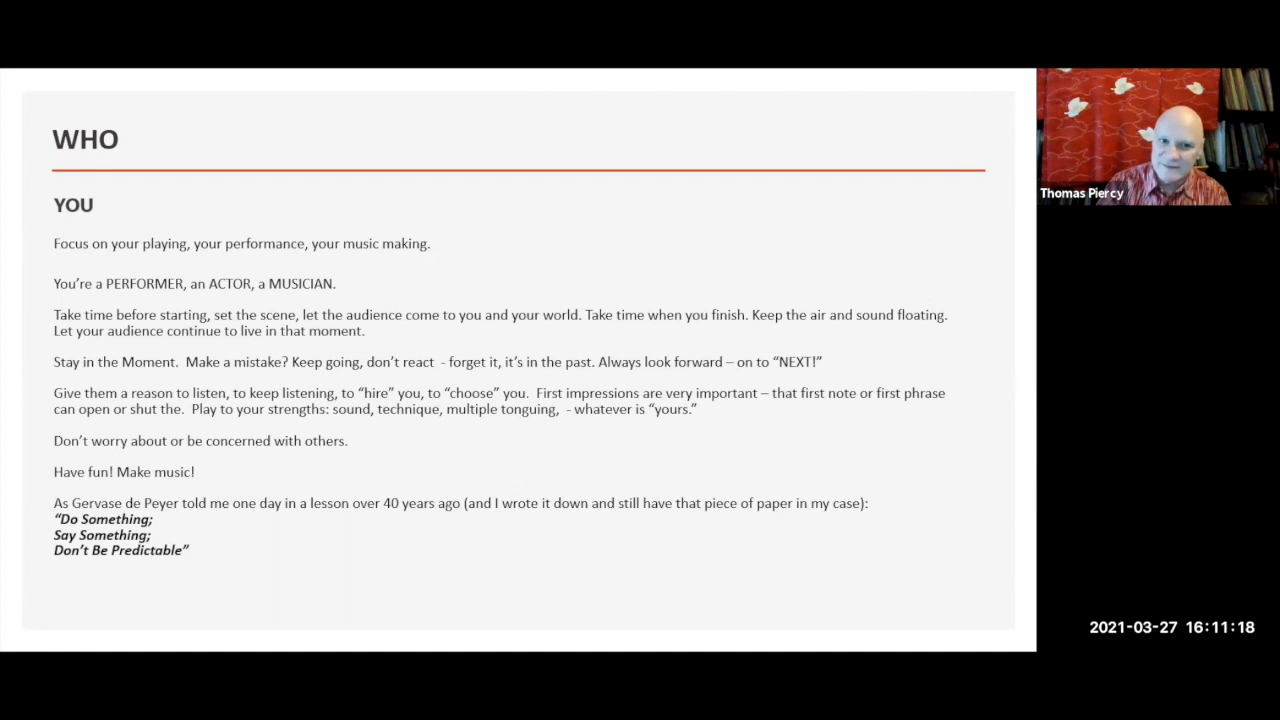 WHO
YOU
Focus on your playing, your performance, your music making.
You're a PERFORMER, an ACTOR, a MUSICIAN.
Take time before starting, set the scene, let the audience come to you and your world. Take time when you finish. Keep the air and sound floating.
Let your audience continue to live in that moment.
Stay in the Moment.  Make a mistake? Keep going, don't react  - forget it, it's in the past. Always look forward – on to “NEXT!”
Give them a reason to listen, to keep listening, to “hire” you, to “choose” you.  First impressions are very important – that first note or first phrase
can open or shut the.  Play to your strengths: sound, technique, multiple tonguing,  - whatever is “yours.”
Don't worry about or be concerned with others.
Have fun! Make music!
As Gervase de Peyer told me one day in a lesson over 40 years ago (and I wrote it down and still have that piece of paper in my case):
“Do Something;
Say Something;
Don't Be Predictable”
Thomas Piercy
2021-03-27 16:11:18